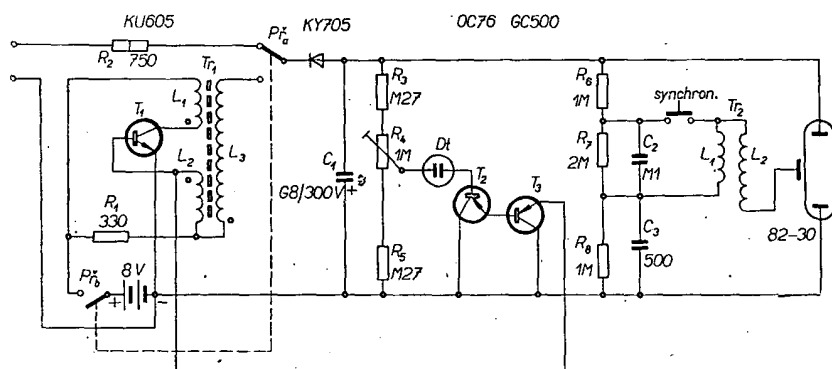 KU605
KY705
OC76 GC500
Přa
R2
750
Tr1
R3
M27
R6
1M
synchron.
Tr2
T1
L1
R4
1M
Dt
R7
2M
C2
M1
L1
L2
L2
L3
C1
G8/300V +
T2
T3
R1
330
R5
M27
R8
1M
C3
500
82-30
Přb
8V
+
-